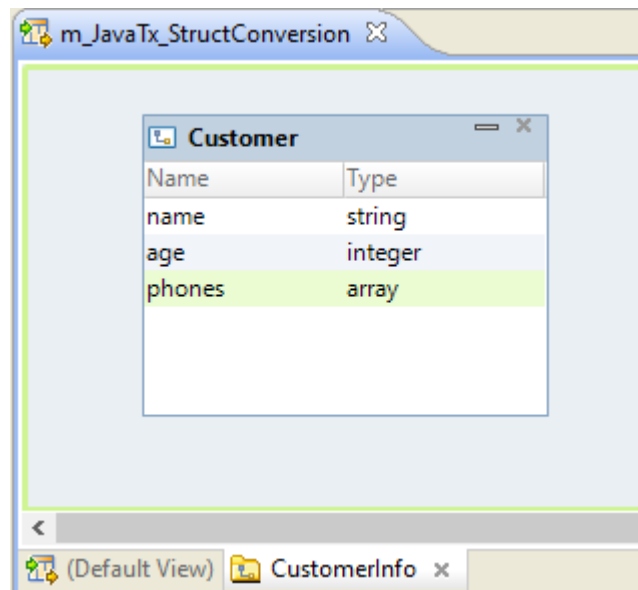 m_JavaTx_StructConversion
Customer
Name Type
name string
age integer
phones array
(Default View) CustomerInfo